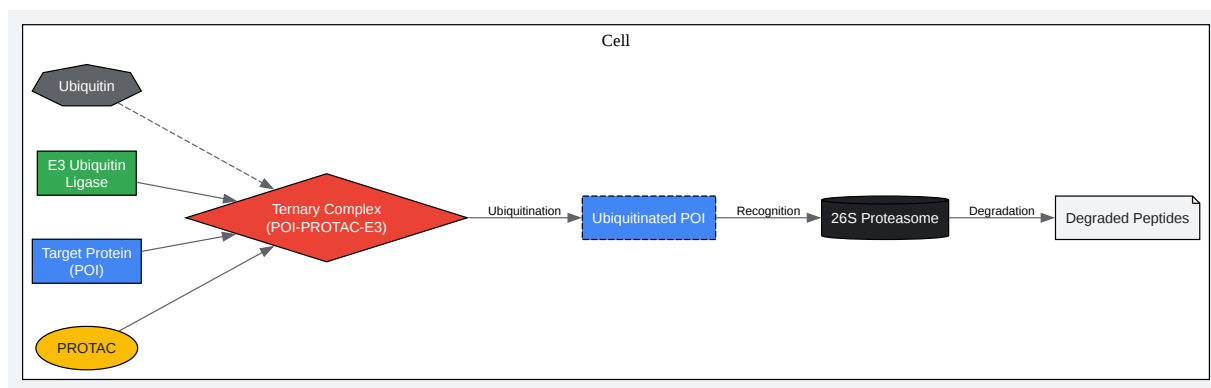 Cell
Ubiquitin
E3 Ubiquitin
Ligase
Target Protein
(POI)
PROTAC
Ternary Complex
(POI-PROTAC-E3)
Ubiquitination
Ubiquitinated POI
Recognition
26S Proteasome
Degradation
Degraded Peptides